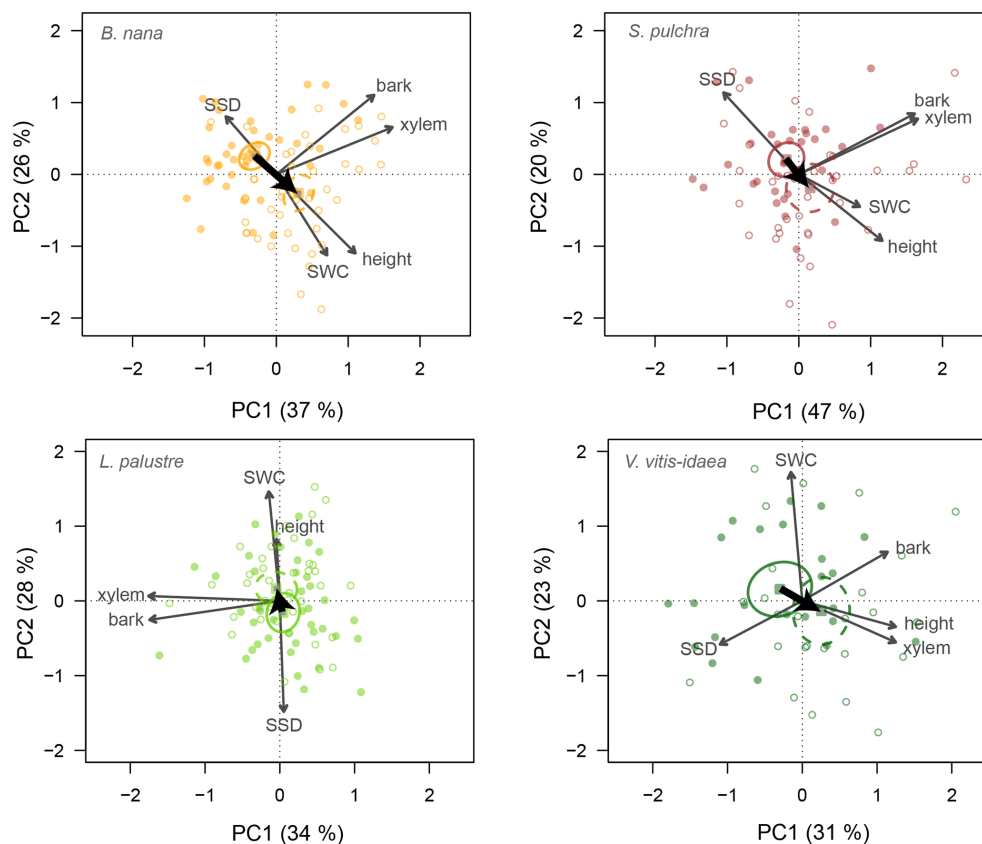 B. nana
bark
SSD
xylem
SWC
height
PC2 (26 %)
2
1
0
−1
−2
−2
−1
0
1
2
PC1 (37 %)
S. pulchra
SSD
bark
xylem
SWC
height
PC2 (20 %)
2
1
0
−1
−2
−2
−1
0
1
2
PC1 (47 %)
L. palustre
SWC
height
xylem
bark
SSD
PC2 (28 %)
2
1
0
−1
−2
−2
−1
0
1
2
PC1 (34 %)
V. vitis-idaea
SWC
bark
height
SSD
xylem
PC2 (23 %)
2
1
0
−1
−2
−2
−1
0
1
2
PC1 (31 %)